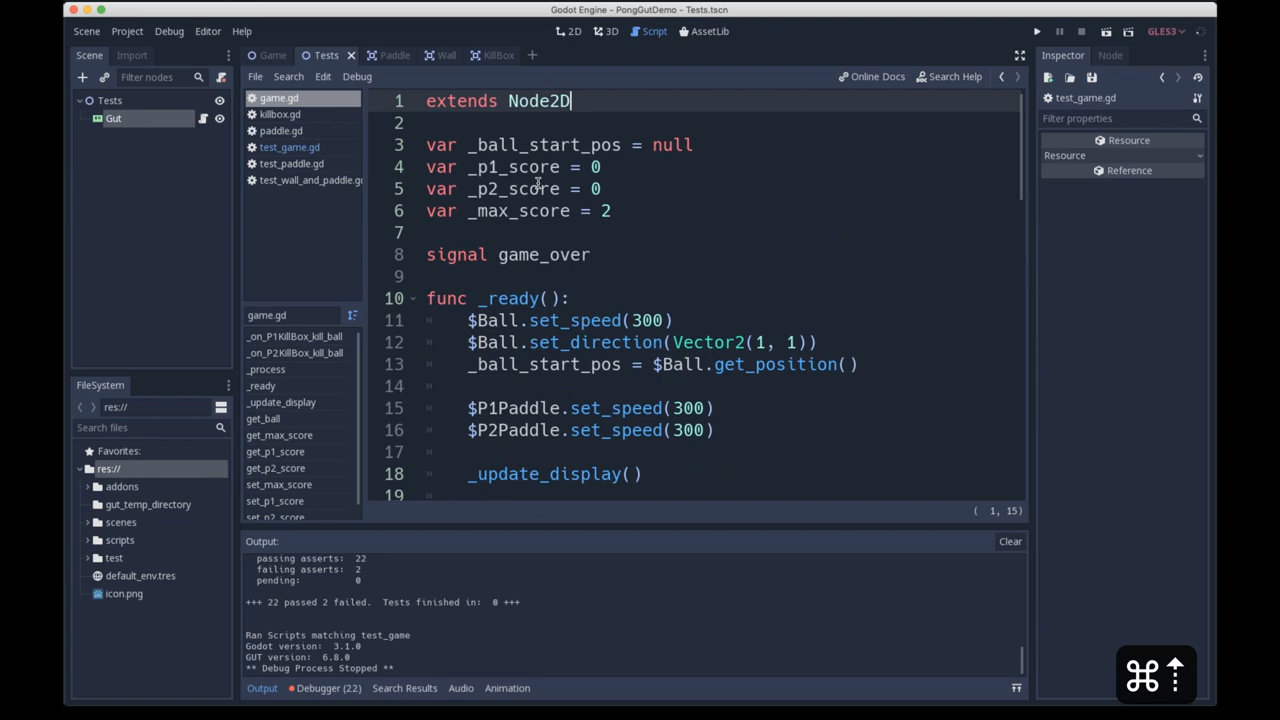 Godot Engine - PongGutDemo - Tests.tscn
Scene Project Debug Editor Help
2D 3D Script AssetLib
GLES3
Scene Import
Filter nodes
Tests
Gut
FileSystem
res://
Search files
Favorites:
res://
addons
gut_temp_directory
scenes
scripts
test
default_env.tres
icon.png
Game Tests Paddle Wall KillBox
File Search Edit Debug
Online Docs Search Help
game.gd
killbox.gd
paddle.gd
test_game.gd
test_paddle.gd
test_wall_and_paddle.gd
game.gd
_on_P1KillBox_kill_ball
_on_P2KillBox_kill_ball
_process
_ready
_update_display
get_ball
get_max_score
get_p1_score
get_p2_score
set_max_score
set_p1_score
set_p2_score
1 extends Node2D
2
3 var _ball_start_pos = null
4 var _p1_score = 0
5 var _p2_score = 0
6 var _max_score = 2
7
8 signal game_over
9
10 func _ready():
11 $Ball.set_speed(300)
12 $Ball.set_direction(Vector2(1, 1))
13 _ball_start_pos = $Ball.get_position()
14
15 $P1Paddle.set_speed(300)
16 $P2Paddle.set_speed(300)
17
18 _update_display()
19
( 1, 15)
Output:
Clear
passing asserts: 22
failing asserts: 2
pending: 0
+++ 22 passed 2 failed. Tests finished in: 0 +++
Ran Scripts matching test_game
Godot version: 3.1.0
GUT version: 6.8.0
** Debug Process Stopped **
Output Debugger (22) Search Results Audio Animation
Inspector Node
test_game.gd
Filter properties
Resource
Resource
Reference